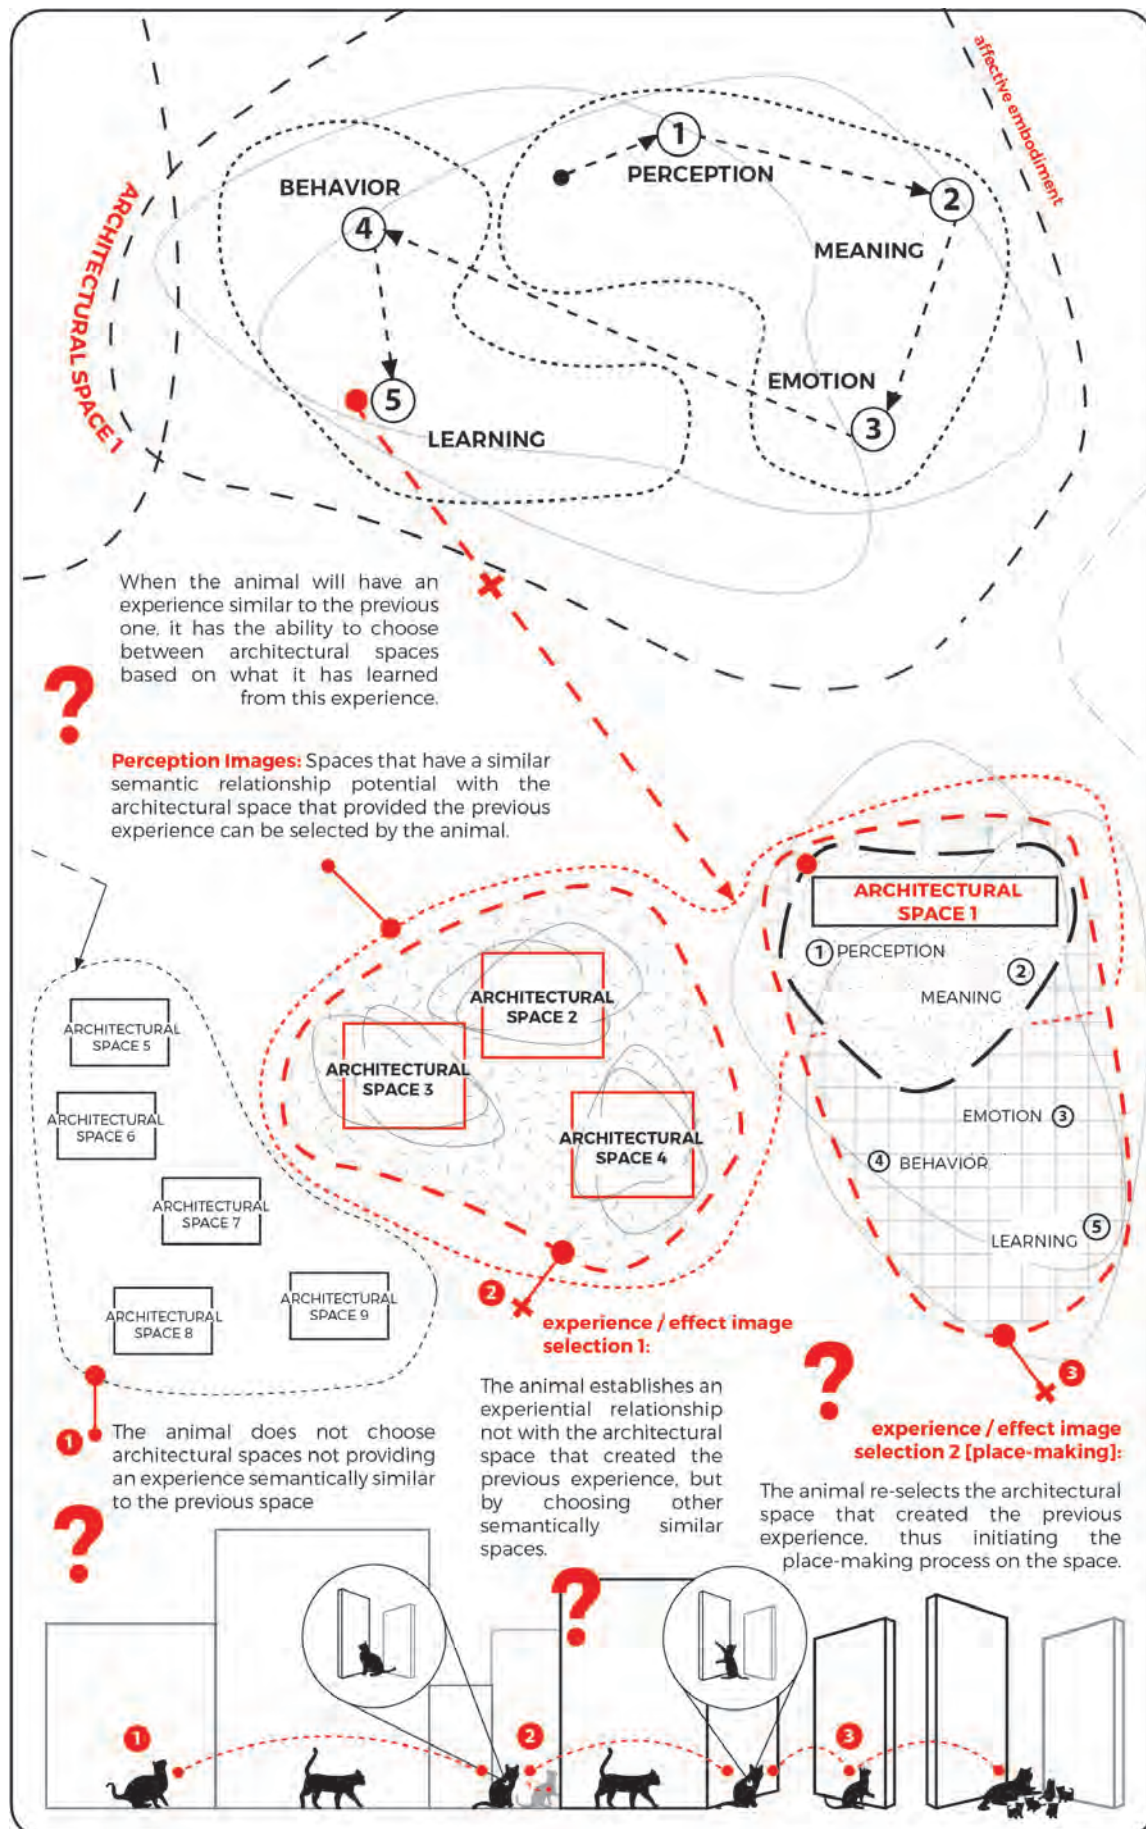 affective embodiment
ARCHITECTURAL SPACE 1
1
PERCEPTION
2
MEANING
BEHAVIOR
4
EMOTION
3
5
LEARNING
When the animal will have an
experience similar to the previous
one, it has the ability to choose
between architectural spaces
based on what it has learned
from this experience.
?
Perception Images: Spaces that have a similar
semantic relationship potential with the
architectural space that provided the previous
experience can be selected by the animal.
ARCHITECTURAL
SPACE 1
1 PERCEPTION
2
MEANING
EMOTION 3
4 BEHAVIOR
LEARNING 5
ARCHITECTURAL
SPACE 2
ARCHITECTURAL
SPACE 3
ARCHITECTURAL
SPACE 4
ARCHITECTURAL
SPACE 5
ARCHITECTURAL
SPACE 6
ARCHITECTURAL
SPACE 7
ARCHITECTURAL
SPACE 8
ARCHITECTURAL
SPACE 9
1
The animal does not choose
architectural spaces not providing
an experience semantically similar
to the previous space
?
2
experience / effect image
selection 1:
The animal establishes an
experiential relationship
not with the architectural
space that created the
previous experience, but
by choosing other
semantically similar
spaces.
?
?
3
experience / effect image
selection 2 [place-making]:
The animal re-selects the architectural
space that created the previous
experience, thus initiating the
place-making process on the space.
1
2
3